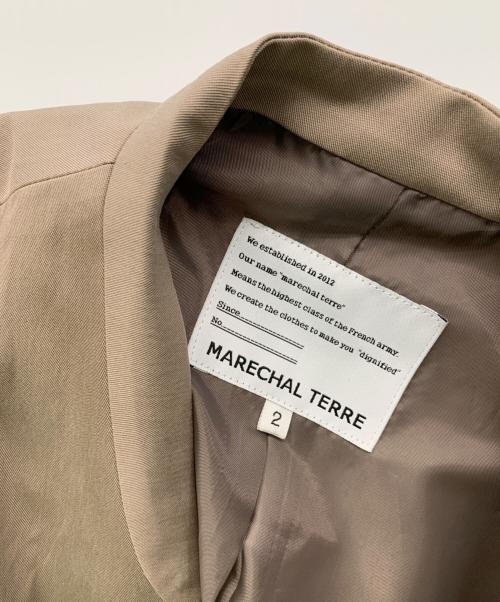 We established in 2012
Our name "marechal terre"
Means the highest class of the French army.
We create the clothes to make you "dignified"
Since
No
MARECHAL TERRE
2